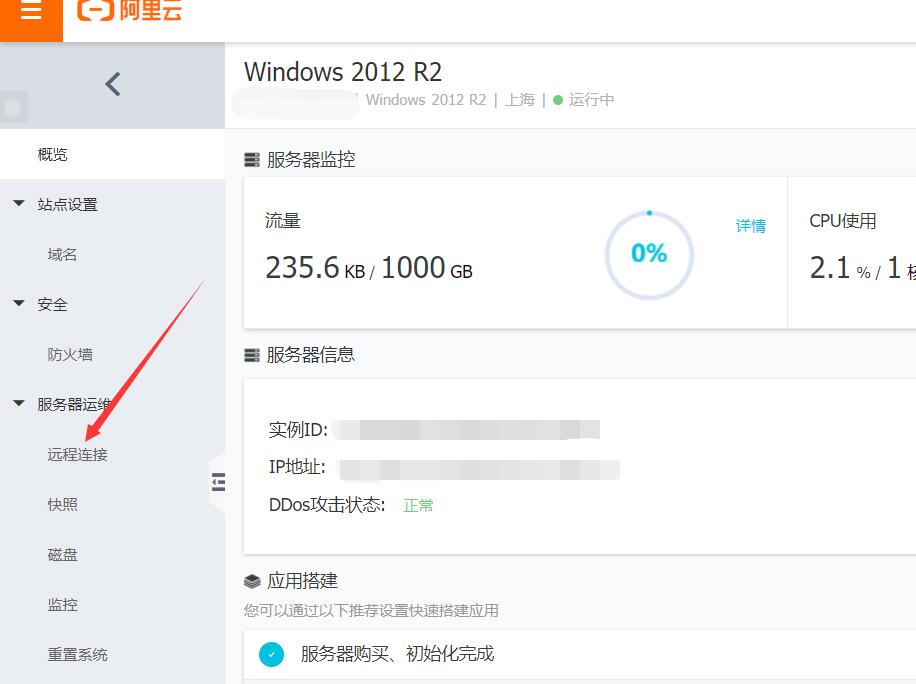 阿里云
Windows 2012 R2
Windows 2012 R2 | 上海 | 运行中
概览
站点设置
域名
安全
防火墙
服务器运维
远程连接
快照
磁盘
监控
重置系统
服务器监控
流量
235.6 KB / 1000 GB
0%
详情
CPU使用
2.1 % / 1 核
服务器信息
实例ID:
IP地址:
DDos攻击状态: 正常
应用搭建
您可以通过以下推荐设置快速搭建应用
服务器购买、初始化完成